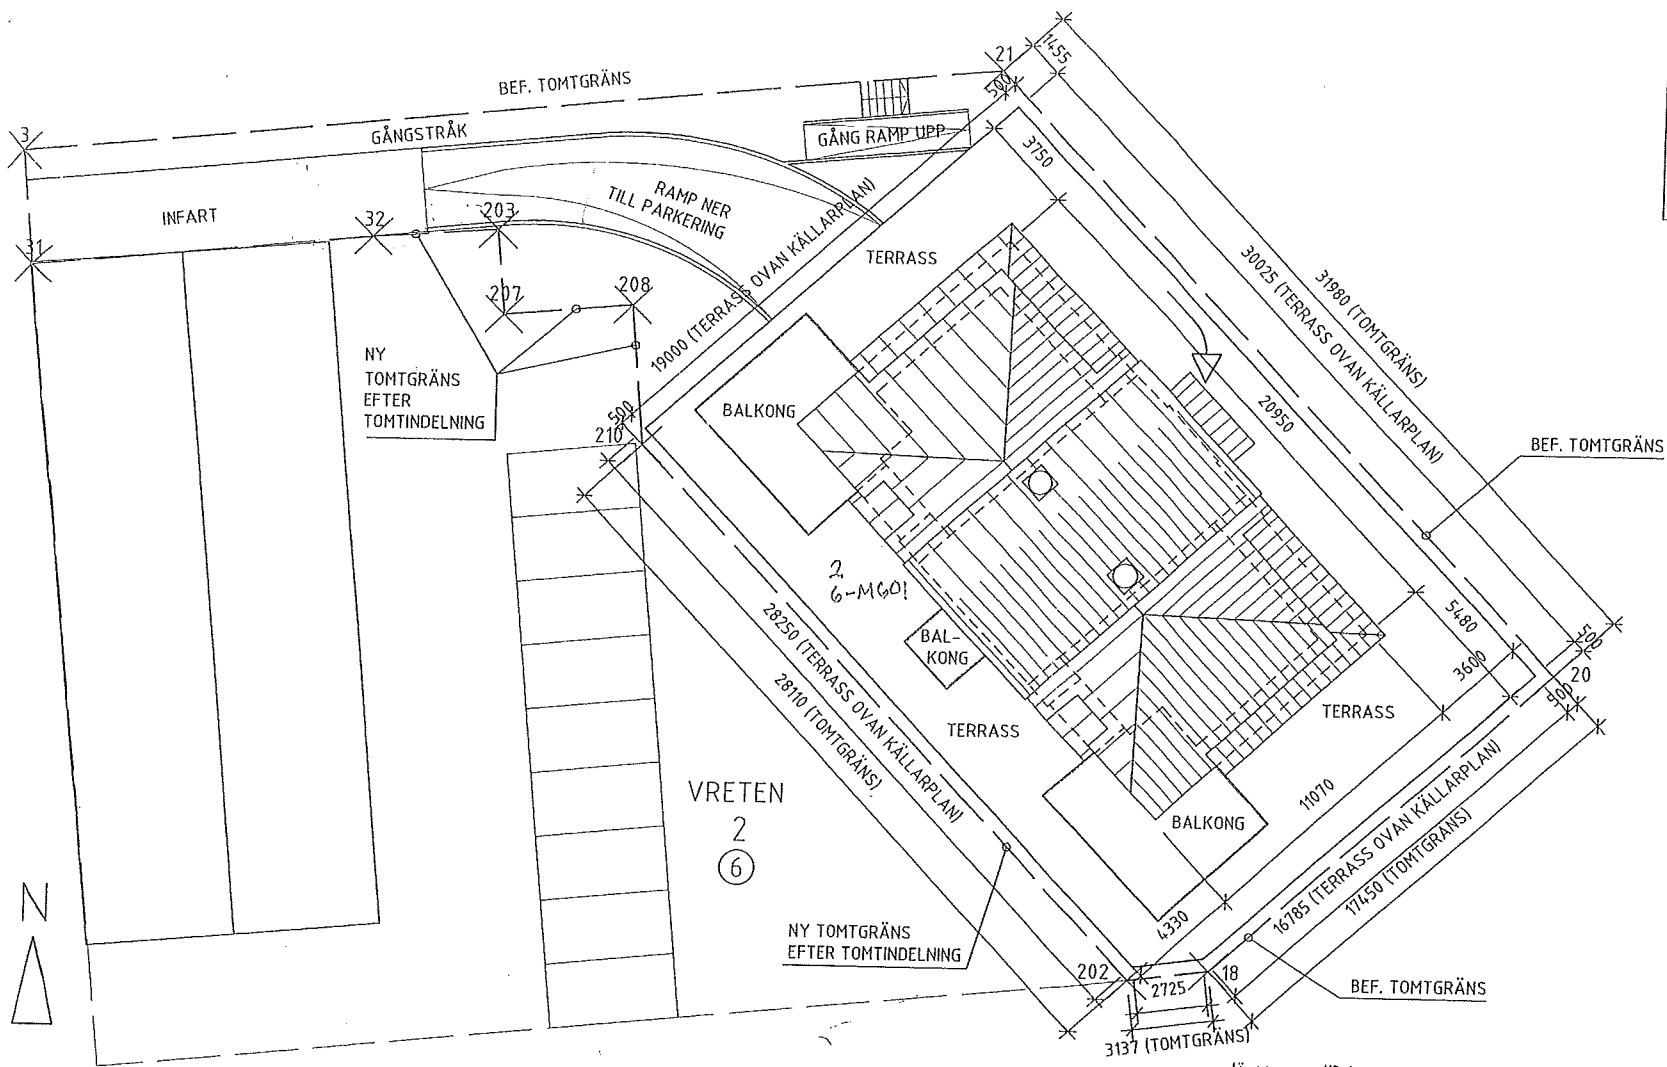 21
1455
BEF. TOMTGRÄNS
500
3
GÅNGSTRÅK
GÅNG RAMP UPP
3750
RAMP NER
TILL PARKERING
INFART
32
203
31
TERRASS
19000 (TERRASS OVAN KÄLLARPLAN)
30025 (TERRASS OVAN KÄLLARPLAN)
31980 (TOMTGRÄNS)
207
208
NY
TOMTGRÄNS
EFTER
TOMTINDELNING
500
210
BALKONG
20950
BEF. TOMTGRÄNS
2
6-M601
28250 (TERRASS OVAN KÄLLARPLAN)
28110 (TOMTGRÄNS)
BAL-
KONG
5480
500
3600
20
500
TERRASS
TERRASS
VRETEN
2
6
11070
BALKONG
16785 (TERRASS OVAN KÄLLARPLAN)
17450 (TOMTGRÄNS)
N
4330
NY TOMTGRÄNS
EFTER TOMTINDELNING
202
18
2725
BEF. TOMTGRÄNS
3137 (TOMTGRÄNS)